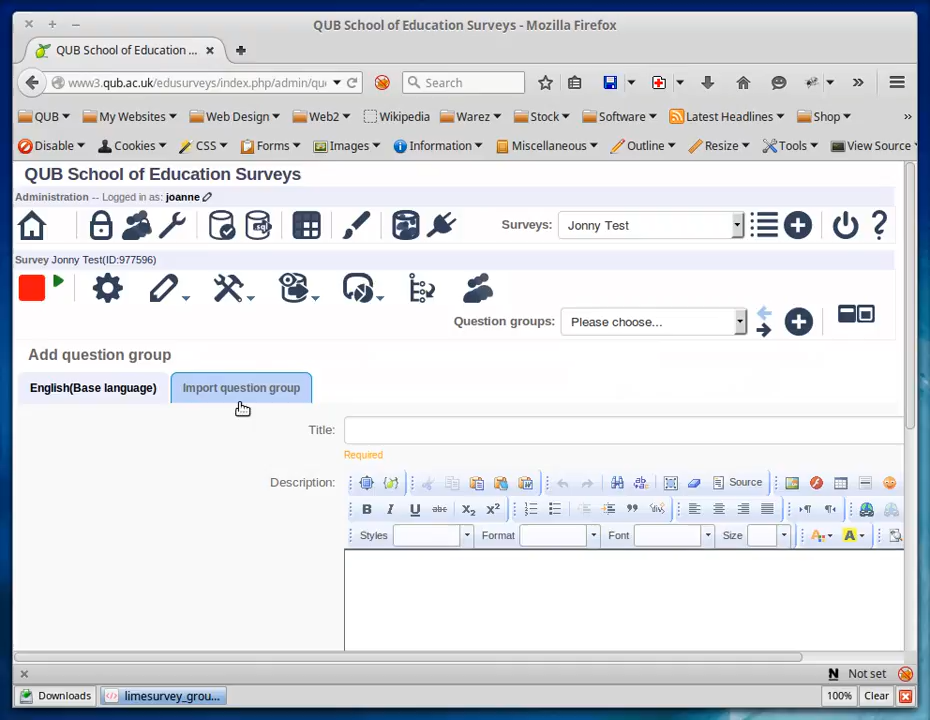 QUB School of Education Surveys - Mozilla Firefox
QUB School of Education ...
www3.qub.ac.uk/edusurveys/index.php/admin/qu
Search
QUB My Websites Web Design Web2 Wikipedia Warez Stock Software Latest Headlines Shop »
Disable Cookies CSS Forms Images Information Miscellaneous Outline Resize Tools View Source
QUB School of Education Surveys
Administration -- Logged in as: joanne
Surveys: Jonny Test
Survey Jonny Test(ID:977596)
Question groups: Please choose...
Add question group
English(Base language) Import question group
Title:
Required
Description: Source
B I U abc X₂ X² div
Styles Format Font Size A A
N Not set
Downloads limesurvey_grou... 100% Clear